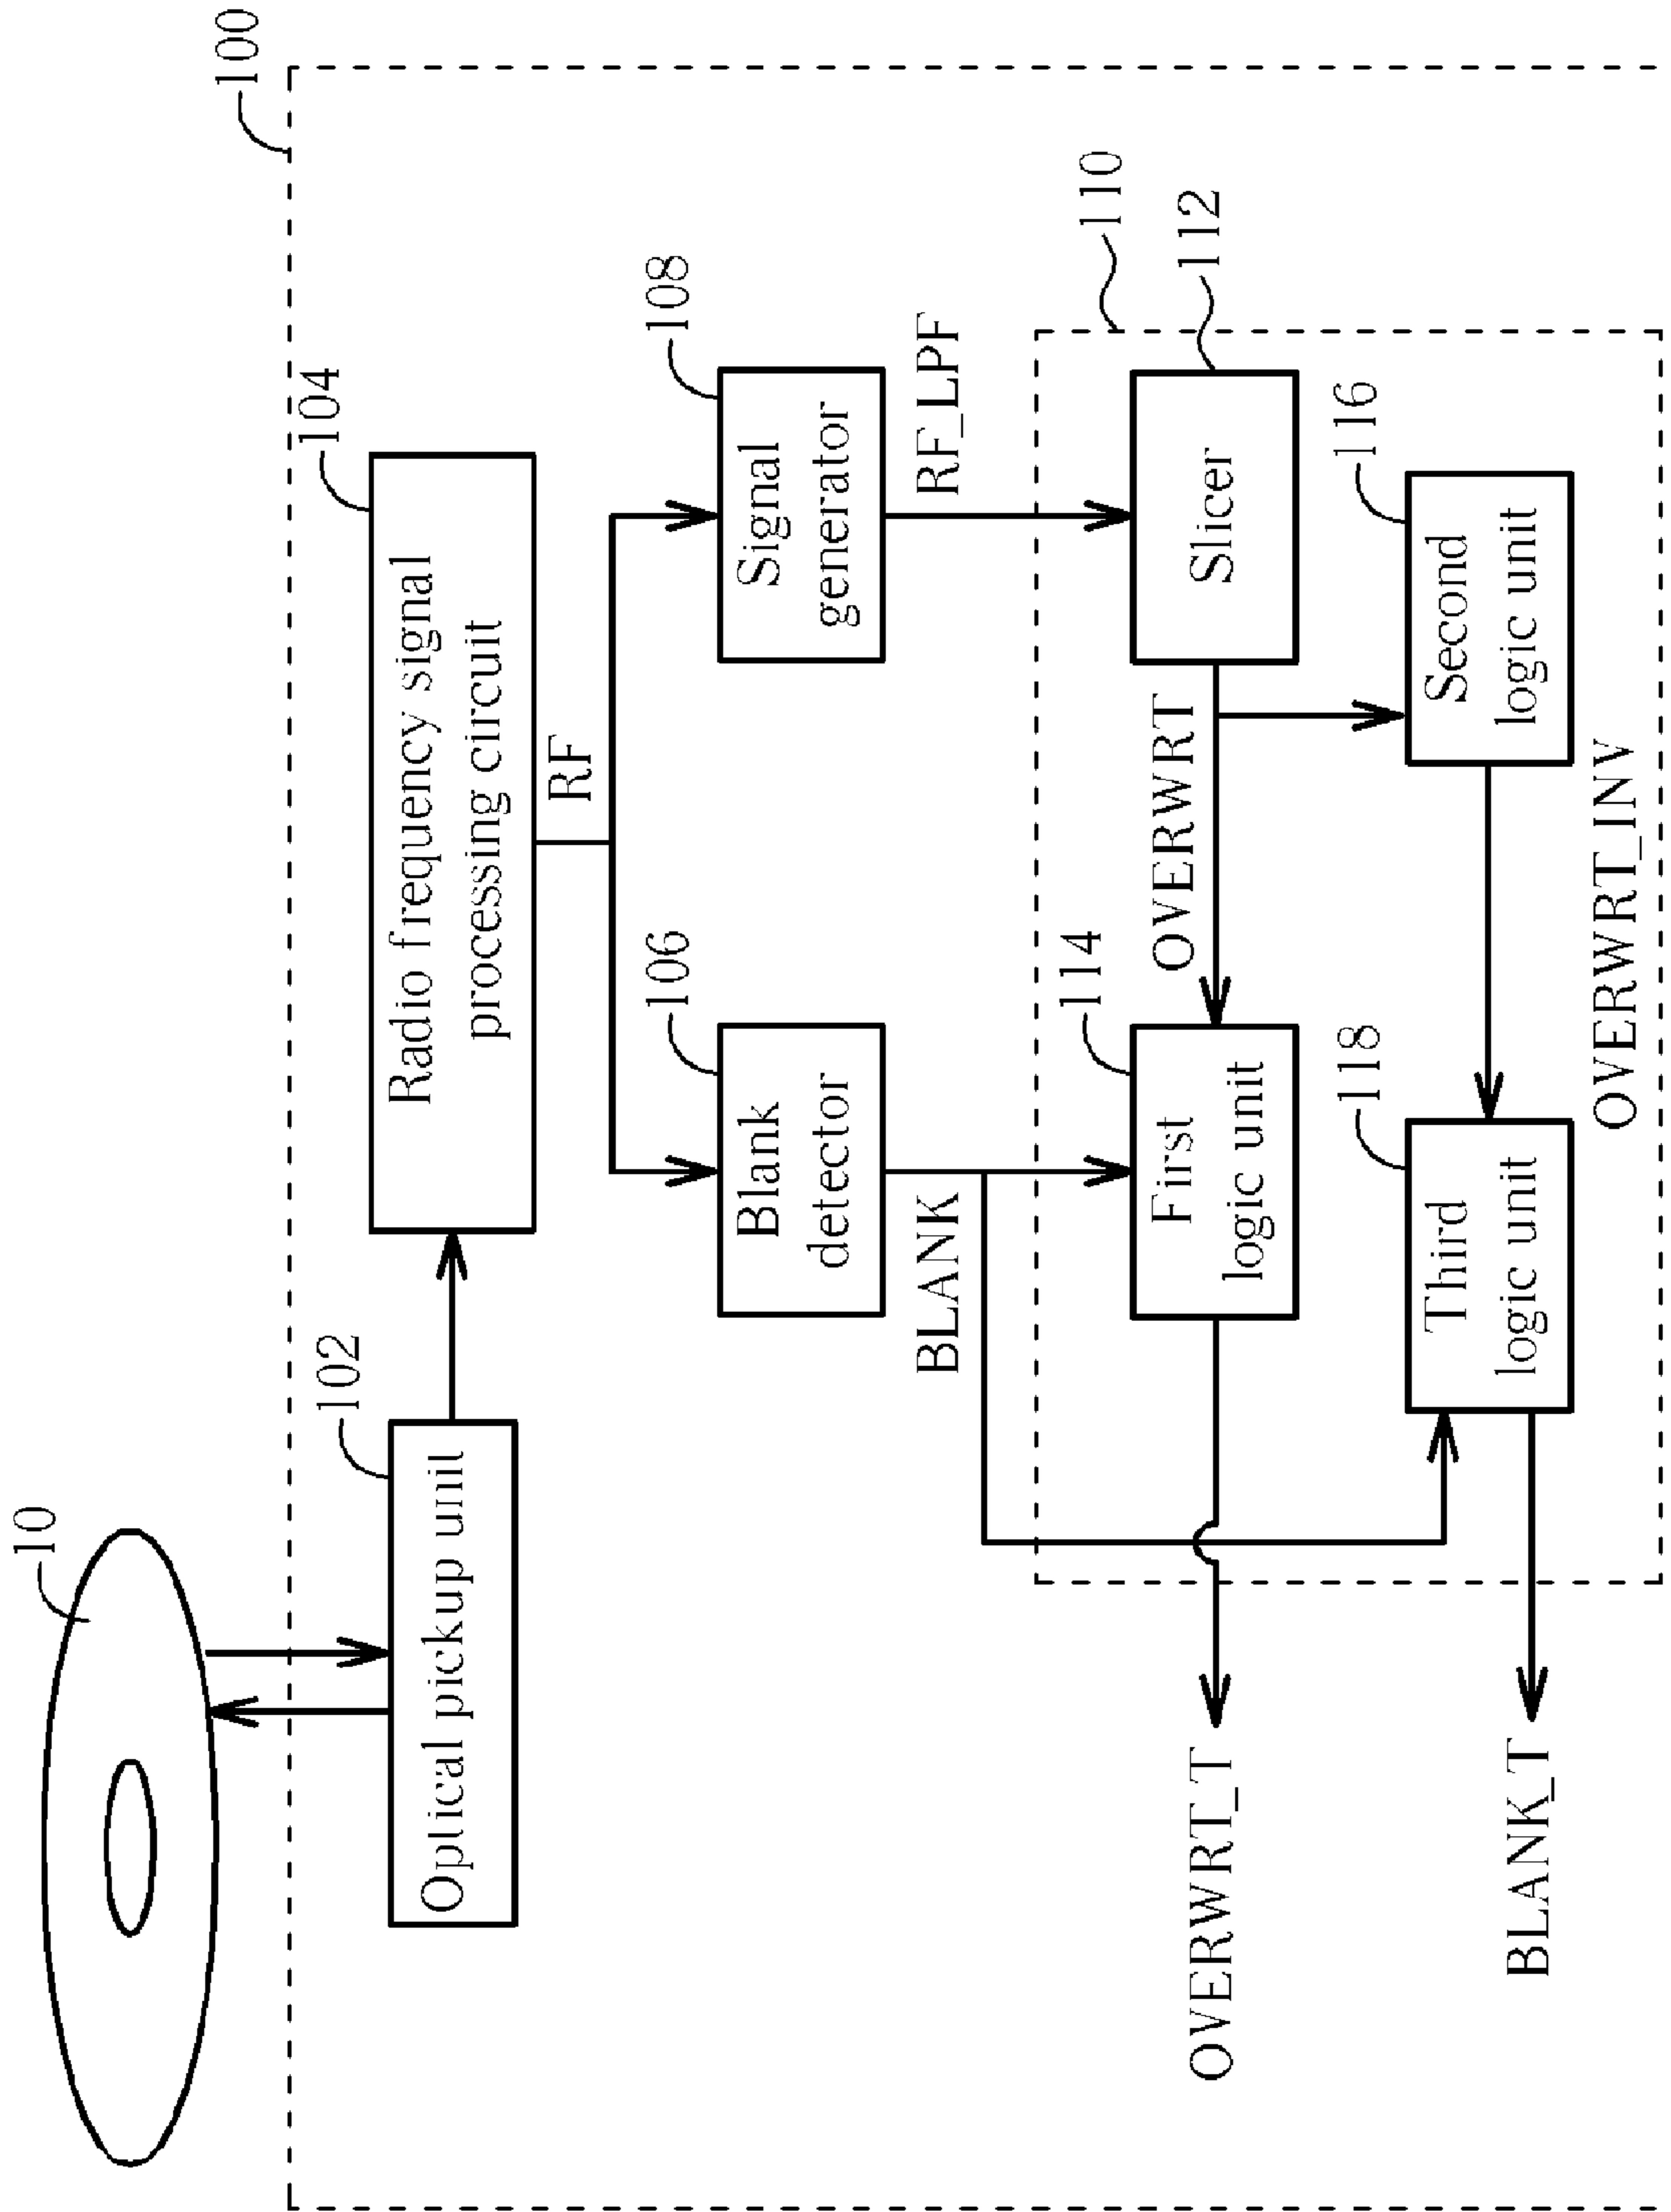 10
100
102
Optical pickup unit
104
Radio frequency signal
processing circuit
RF
106
Blank
detector
108
Signal
generator
BLANK
RF_LPF
110
112
Slicer
114
First
logic unit
OVERWRT
OVERWRT_T
116
Second
logic unit
118
Third
logic unit
BLANK_T
OVERWRT_INV